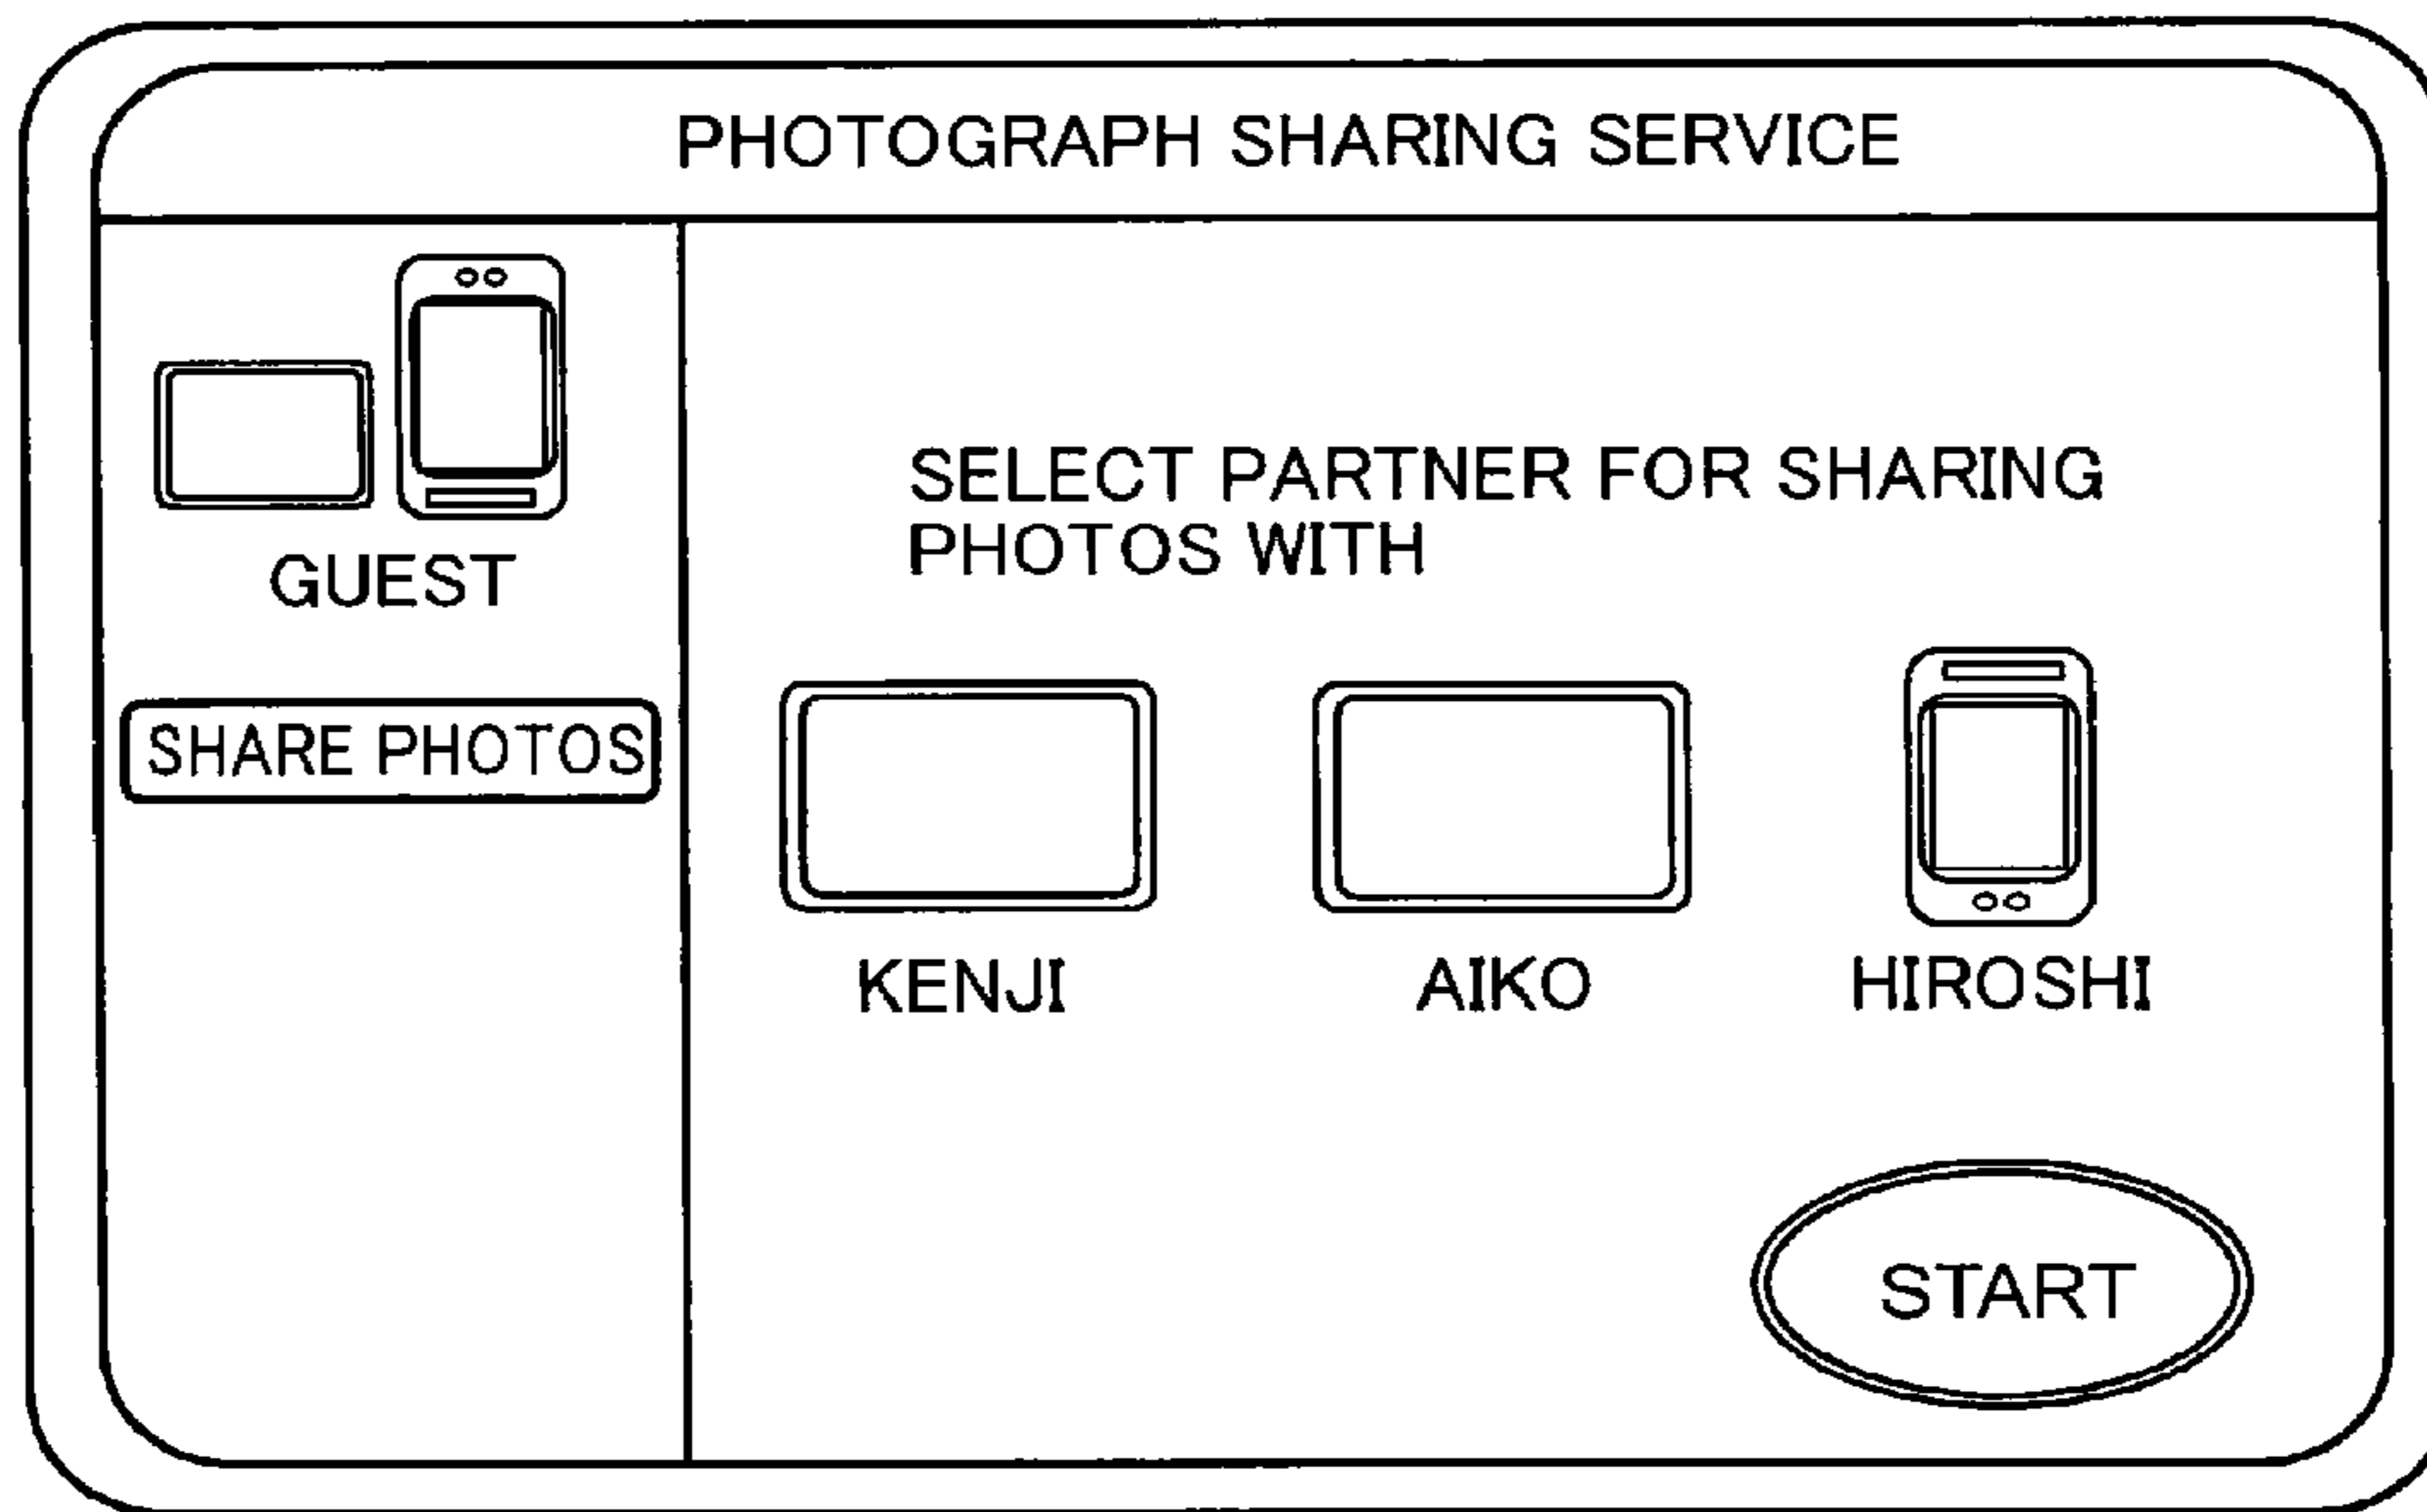 PHOTOGRAPH SHARING SERVICE
GUEST
SHARE PHOTOS
SELECT PARTNER FOR SHARING
PHOTOS WITH
KENJI
AIKO
HIROSHI
START